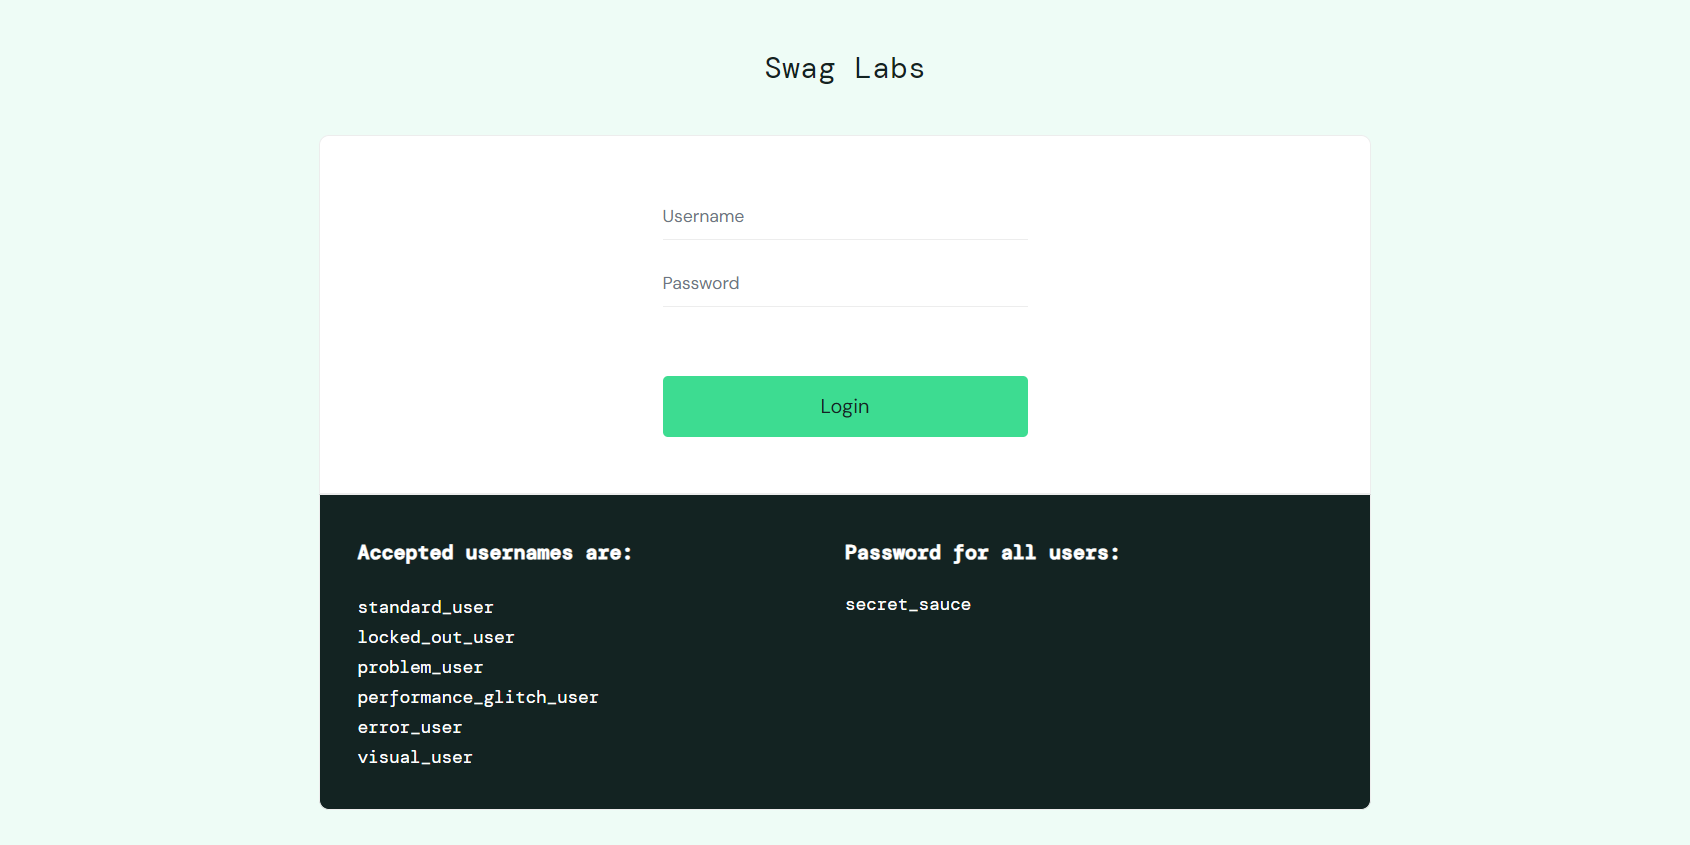 Swag Labs
Username
Password
Login
Accepted usernames are:
standard_user
locked_out_user
problem_user
performance_glitch_user
error_user
visual_user
Password for all users:
secret_sauce